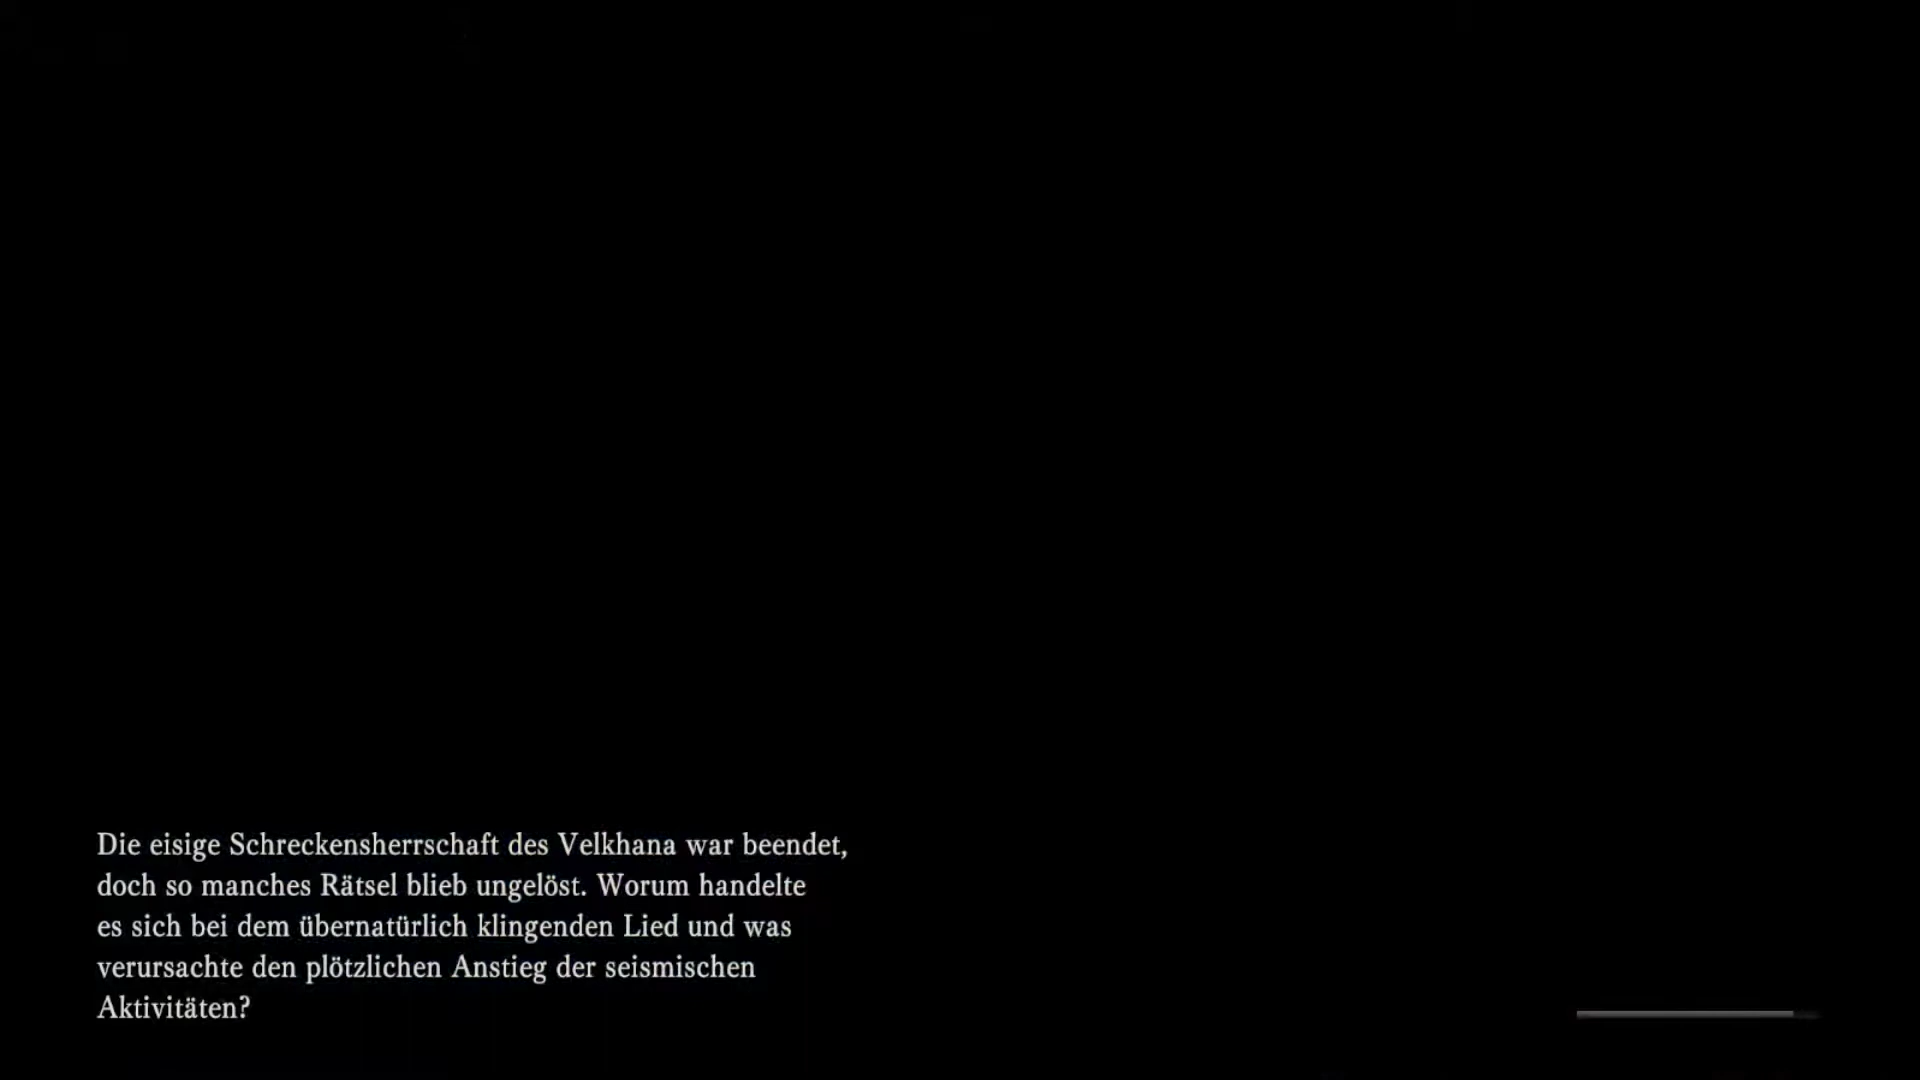 Die eisige Schreckensherrschaft des Velkhana war beendet,
doch so manches Rätsel blieb ungelöst. Worum handelte
es sich bei dem übernatürlich klingenden Lied und was
verursachte den plötzlichen Anstieg der seismischen
Aktivitäten?